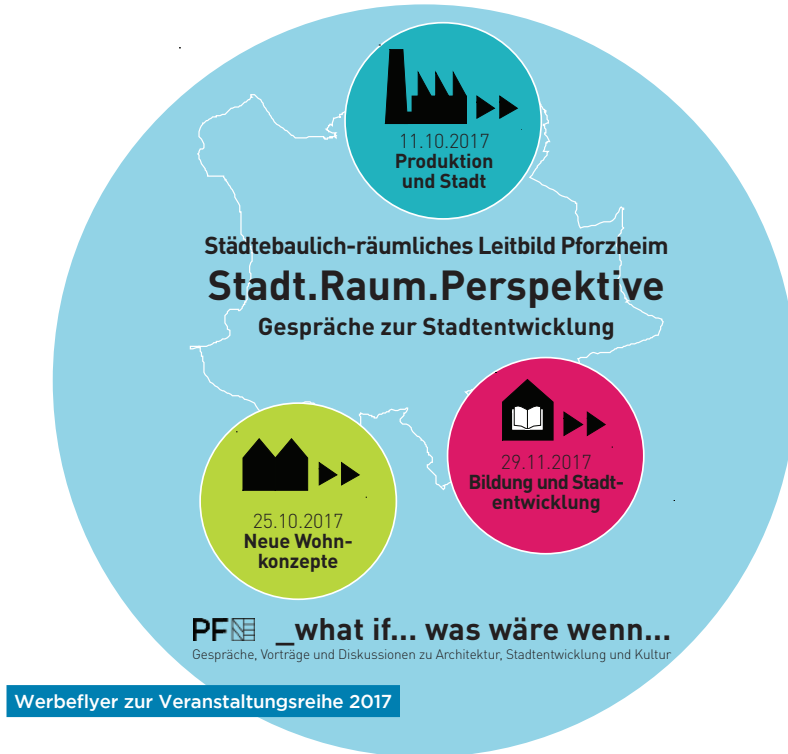 11.10.2017
Produktion
und Stadt
Städtebaulich-räumliches Leitbild Pforzheim
Stadt.Raum.Perspektive
Gespräche zur Stadtentwicklung
29.11.2017
Bildung und Stadt-
entwicklung
25.10.2017
Neue Wohn-
konzepte
PF _what if... was wäre wenn...
Gespräche, Vorträge und Diskussionen zu Architektur, Stadtentwicklung und Kultur
Werbeflyer zur Veranstaltungsreihe 2017